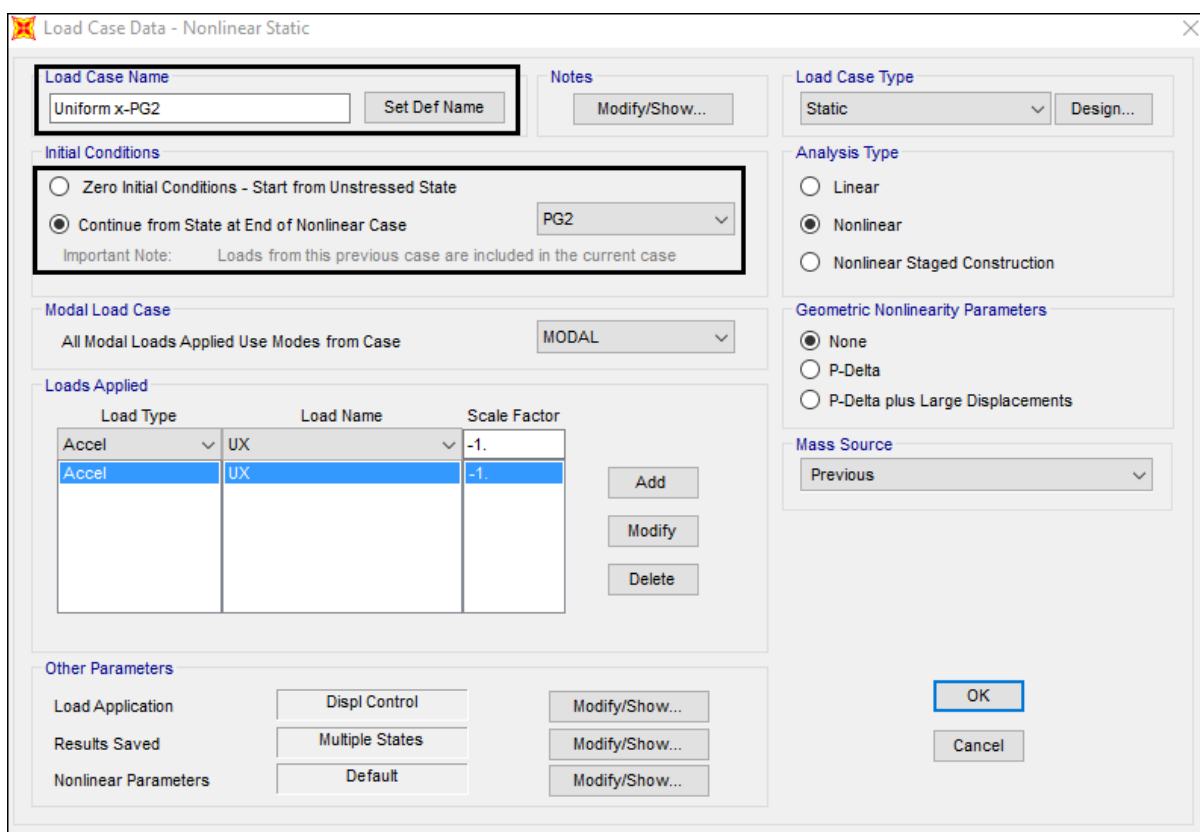 Load Case Data - Nonlinear Static
Load Case Name
Uniform x-PG2
Set Def Name
Notes
Modify/Show...
Load Case Type
Static
Design...
Initial Conditions
Zero Initial Conditions - Start from Unstressed State
Continue from State at End of Nonlinear Case
PG2
Important Note: Loads from this previous case are included in the current case
Analysis Type
Linear
Nonlinear
Nonlinear Staged Construction
Modal Load Case
All Modal Loads Applied Use Modes from Case
MODAL
Geometric Nonlinearity Parameters
None
P-Delta
P-Delta plus Large Displacements
Loads Applied
Load Type Load Name Scale Factor
Accel UX -1.
Accel UX -1.
Add
Modify
Delete
Mass Source
Previous
Other Parameters
Load Application Displ Control Modify/Show...
Results Saved Multiple States Modify/Show...
Nonlinear Parameters Default Modify/Show...
OK
Cancel